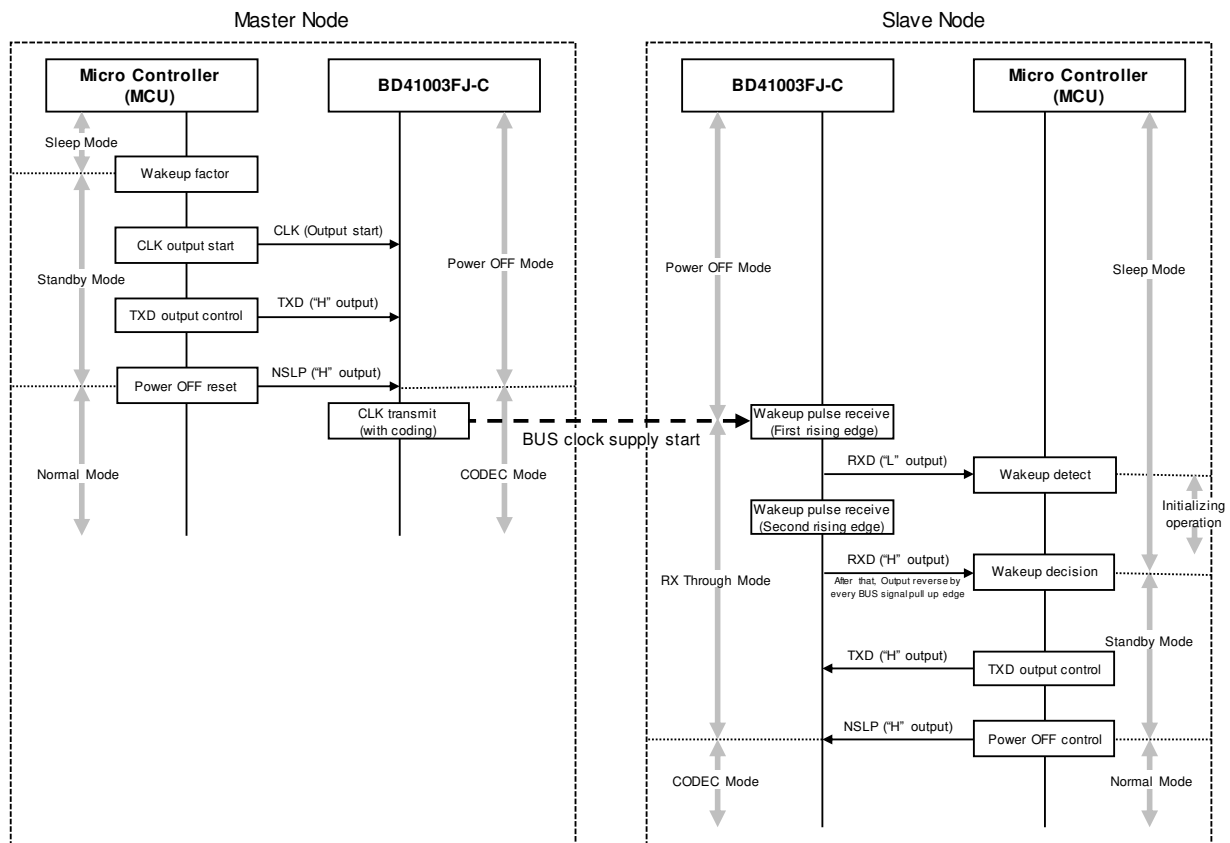 Master Node
Slave Node
Micro Controller
(MCU)
BD41003FJ-C
BD41003FJ-C
Micro Controller
(MCU)
Sleep Mode
Wakeup factor
CLK output start
CLK (Output start)
Standby Mode
Power OFF Mode
TXD output control
TXD ("H" output)
Power OFF reset
NSLP ("H" output)
CLK transmit
(with coding)
BUS clock supply start
Normal Mode
CODEC Mode
Power OFF Mode
Sleep Mode
Wakeup pulse receive
(First rising edge)
RXD ("L" output)
Wakeup detect
Wakeup pulse receive
(Second rising edge)
Initializing
operation
RXD ("H" output)
After that, Output reverse by
every BUS signal pull up edge
Wakeup decision
RX Through Mode
Standby Mode
TXD ("H" output)
TXD output control
NSLP ("H" output)
Power OFF control
CODEC Mode
Normal Mode